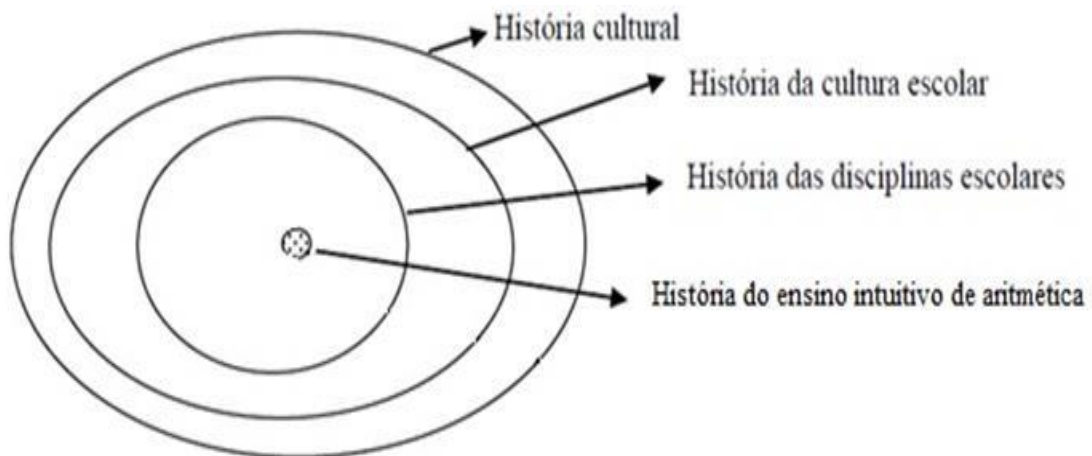 História cultural
História da cultura escolar
História das disciplinas escolares
História do ensino intuitivo de aritmética